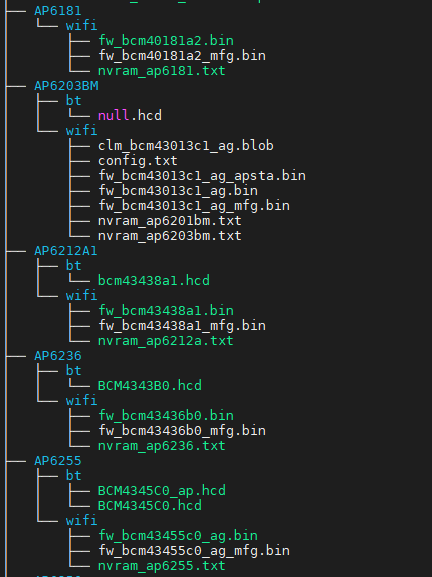 AP6181
wifi
fw_bcm40181a2.bin
fw_bcm40181a2_mfg.bin
nvram_ap6181.txt
AP6203BM
bt
null.hcd
wifi
clm_bcm43013c1_ag.blob
config.txt
fw_bcm43013c1_ag_apsta.bin
fw_bcm43013c1_ag.bin
fw_bcm43013c1_ag_mfg.bin
nvram_ap6201bm.txt
nvram_ap6203bm.txt
AP6212A1
bt
bcm43438a1.hcd
wifi
fw_bcm43438a1.bin
fw_bcm43438a1_mfg.bin
nvram_ap6212a.txt
AP6236
bt
BCM4343B0.hcd
wifi
fw_bcm43436b0.bin
fw_bcm43436b0_mfg.bin
nvram_ap6236.txt
AP6255
bt
BCM4345C0_ap.hcd
BCM4345C0.hcd
wifi
fw_bcm43455c0_ag.bin
fw_bcm43455c0_ag_mfg.bin
nvram_ap6255.txt